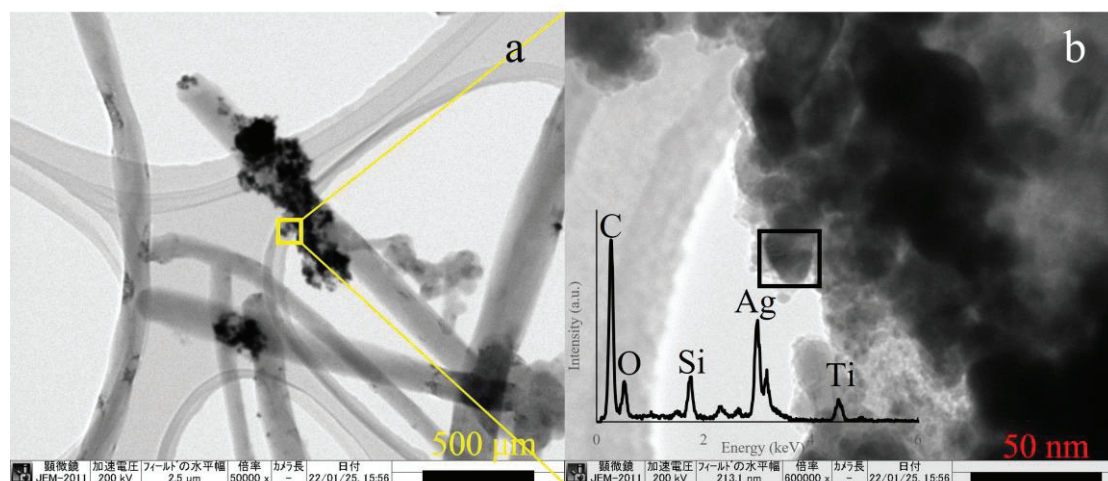 a
500 μm
顕微鏡 加速電圧 フィールドの水平幅 倍率 カメラ長 日付
JEM-2011 200 kV 2.5 μm 50000 x - 22/01/25, 15:56
b
C
O
Si
Ag
Ti
Intensity (a.u.)
0 2 4 6
Energy (keV)
50 nm
顕微鏡 加速電圧 フィールドの水平幅 倍率 カメラ長 日付
JEM-2011 200 kV 213.1 nm 600000 x - 22/01/25, 15:56